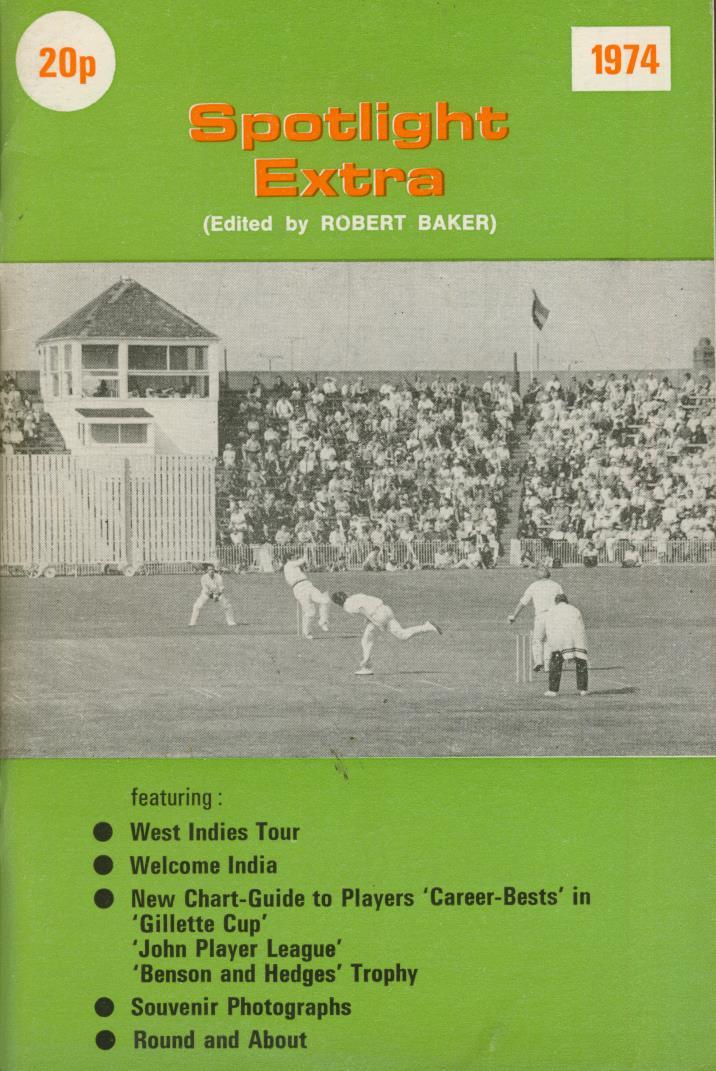 20p
1974
Spotlight
Extra
(Edited by ROBERT BAKER)
featuring :
● West Indies Tour
● Welcome India
● New Chart-Guide to Players ‘Career-Bests’ in
‘Gillette Cup’
‘John Player League’
‘Benson and Hedges’ Trophy
● Souvenir Photographs
● Round and About